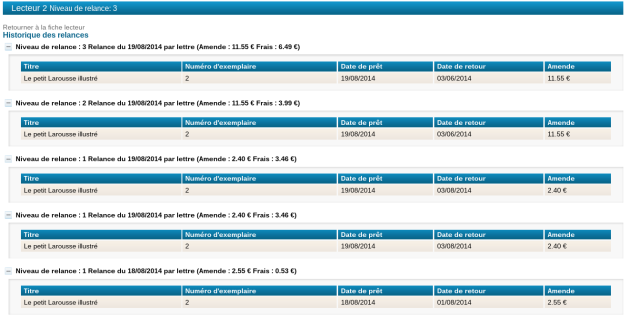 Lecteur 2 Niveau de relance: 3
Retourner à la fiche lecteur
Historique des relances
Niveau de relance : 3 Relance du 19/08/2014 par lettre (Amende : 11.55 € Frais : 6.49 €)
Titre Numéro d'exemplaire Date de prêt Date de retour Amende
Le petit Larousse illustré 2 19/08/2014 03/06/2014 11.55 €
Niveau de relance : 2 Relance du 19/08/2014 par lettre (Amende : 11.55 € Frais : 3.99 €)
Titre Numéro d'exemplaire Date de prêt Date de retour Amende
Le petit Larousse illustré 2 19/08/2014 03/06/2014 11.55 €
Niveau de relance : 1 Relance du 19/08/2014 par lettre (Amende : 2.40 € Frais : 3.46 €)
Titre Numéro d'exemplaire Date de prêt Date de retour Amende
Le petit Larousse illustré 2 19/08/2014 03/08/2014 2.40 €
Niveau de relance : 1 Relance du 19/08/2014 par lettre (Amende : 2.40 € Frais : 3.46 €)
Titre Numéro d'exemplaire Date de prêt Date de retour Amende
Le petit Larousse illustré 2 19/08/2014 03/08/2014 2.40 €
Niveau de relance : 1 Relance du 18/08/2014 par lettre (Amende : 2.55 € Frais : 0.53 €)
Titre Numéro d'exemplaire Date de prêt Date de retour Amende
Le petit Larousse illustré 2 18/08/2014 01/08/2014 2.55 €